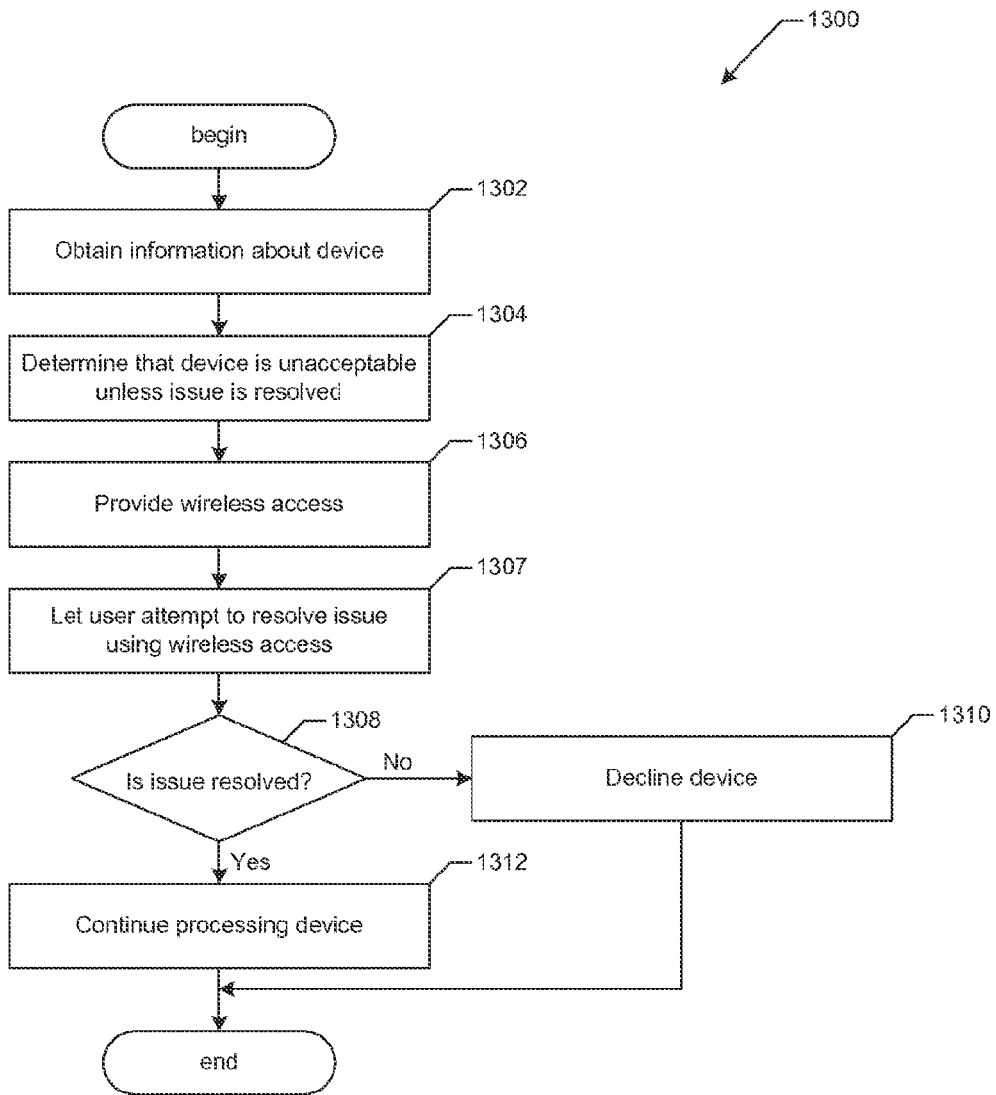 1300
begin
1302
Obtain information about device
1304
Determine that device is unacceptable
unless issue is resolved
1306
Provide wireless access
1307
Let user attempt to resolve issue
using wireless access
1308
Is issue resolved?
No
1310
Decline device
Yes
1312
Continue processing device
end